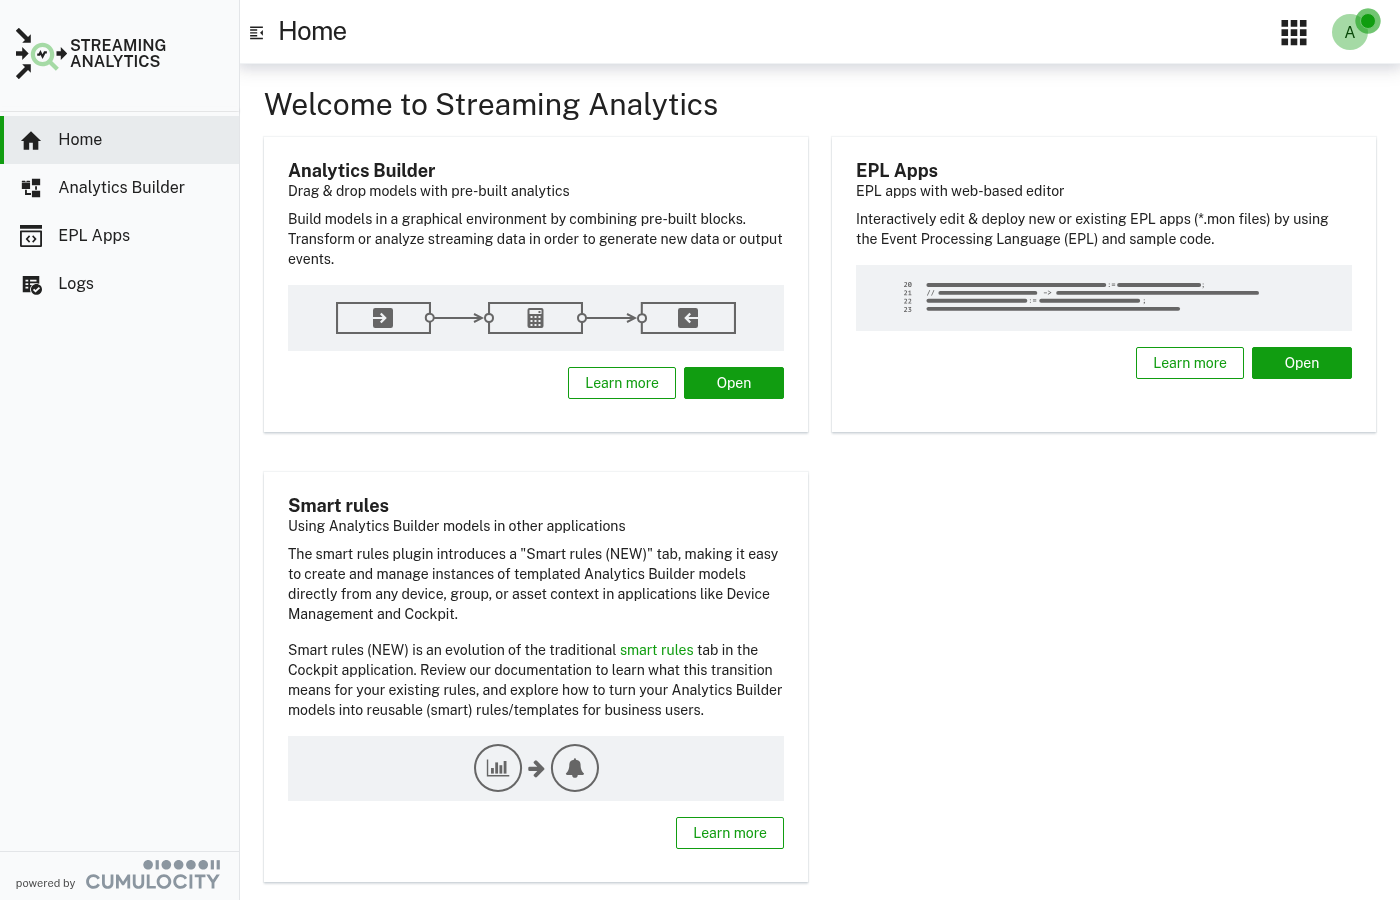 STREAMING
ANALYTICS
Home
A
Home
Analytics Builder
EPL Apps
Logs
Welcome to Streaming Analytics
Analytics Builder
Drag & drop models with pre-built analytics
Build models in a graphical environment by combining pre-built blocks.
Transform or analyze streaming data in order to generate new data or output
events.
Learn more
Open
EPL Apps
EPL apps with web-based editor
Interactively edit & deploy new or existing EPL apps (*.mon files) by using
the Event Processing Language (EPL) and sample code.
20 := ;
21 // ->
22 := ;
23
Learn more
Open
Smart rules
Using Analytics Builder models in other applications
The smart rules plugin introduces a "Smart rules (NEW)" tab, making it easy
to create and manage instances of templated Analytics Builder models
directly from any device, group, or asset context in applications like Device
Management and Cockpit.
Smart rules (NEW) is an evolution of the traditional smart rules tab in the
Cockpit application. Review our documentation to learn what this transition
means for your existing rules, and explore how to turn your Analytics Builder
models into reusable (smart) rules/templates for business users.
Learn more
powered by
CUMULOCITY